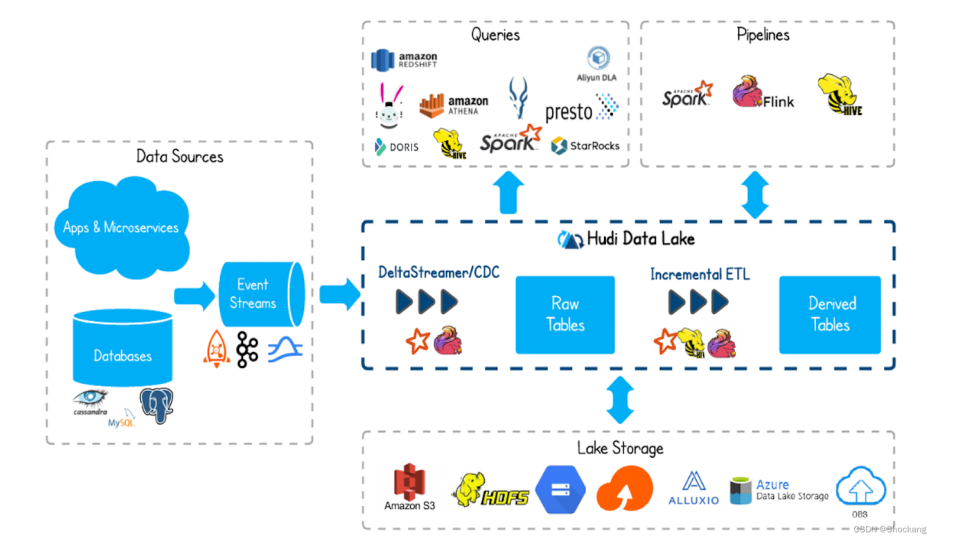 Queries
amazon
REDSHIFT
Aliyun DLA
amazon
ATHENA
presto
DORIS
HIVE
APACHE
Spark
StarRocks
Pipelines
APACHE
Spark
Flink
HIVE
Data Sources
Apps & Microservices
Event
Streams
Databases
cassandra
MySQL
Hudi Data Lake
DeltaStreamer/CDC
Raw
Tables
Incremental ETL
Derived
Tables
Lake Storage
Amazon S3
HDFS
ALLUXIO
Azure
Data Lake Storage
OBS
CSDN @Shockang